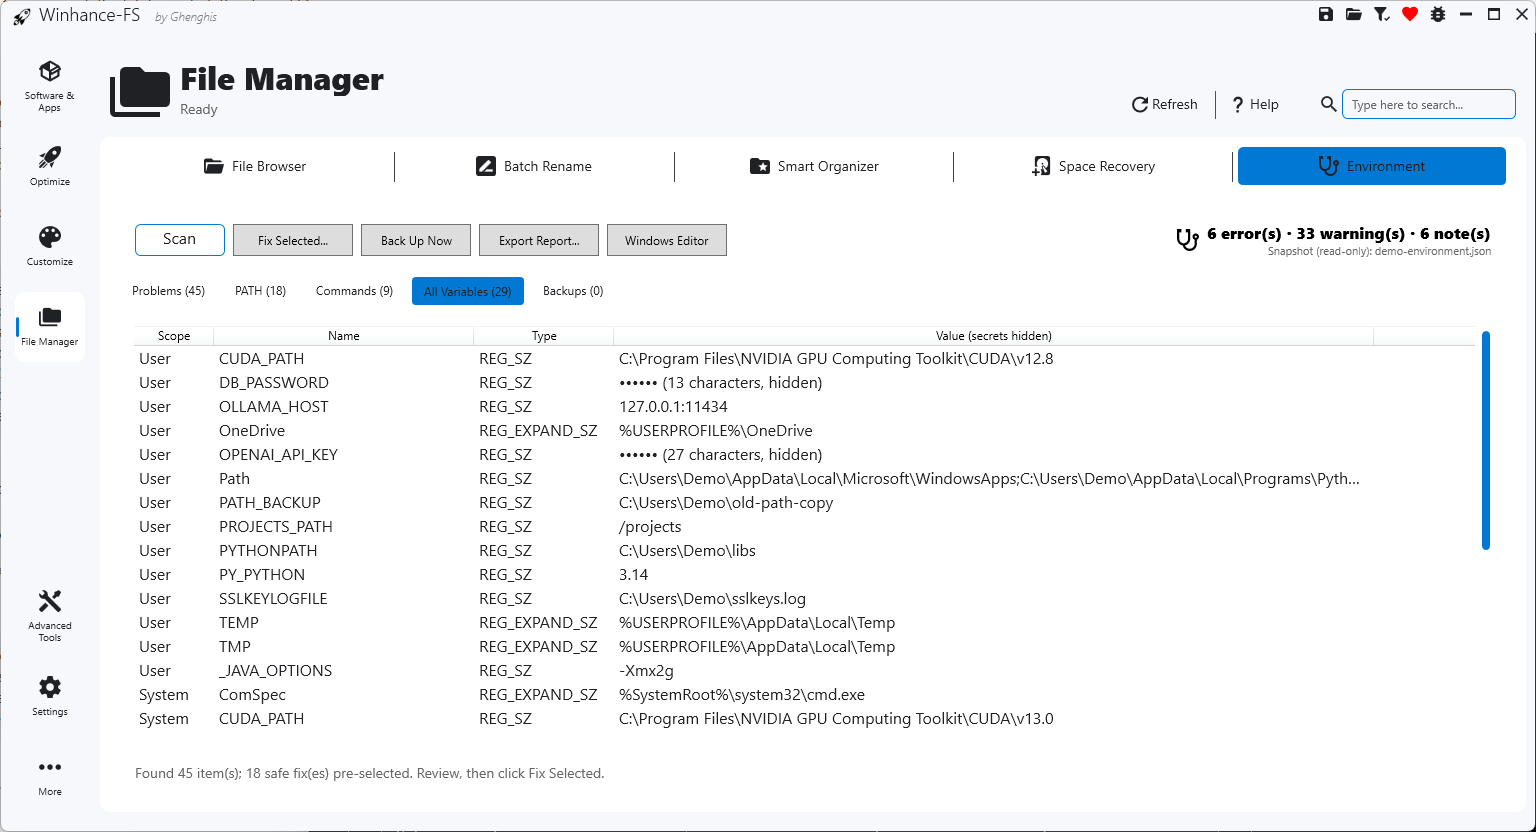 Winhance-FS by Ghenghis
Software & Apps
Optimize
Customize
File Manager
Advanced Tools
Settings
More
File Manager
Ready
Refresh
? Help
Type here to search...
File Browser
Batch Rename
Smart Organizer
Space Recovery
Environment
Scan
Fix Selected...
Back Up Now
Export Report...
Windows Editor
6 error(s) · 33 warning(s) · 6 note(s)
Snapshot (read-only): demo-environment.json
Problems (45)
PATH (18)
Commands (9)
All Variables (29)
Backups (0)
Scope Name Type Value (secrets hidden)
User CUDA_PATH REG_SZ C:\Program Files\NVIDIA GPU Computing Toolkit\CUDA\v12.8
User DB_PASSWORD REG_SZ •••••• (13 characters, hidden)
User OLLAMA_HOST REG_SZ 127.0.0.1:11434
User OneDrive REG_EXPAND_SZ %USERPROFILE%\OneDrive
User OPENAI_API_KEY REG_SZ •••••• (27 characters, hidden)
User Path REG_SZ C:\Users\Demo\AppData\Local\Microsoft\WindowsApps;C:\Users\Demo\AppData\Local\Programs\Pyth...
User PATH_BACKUP REG_SZ C:\Users\Demo\old-path-copy
User PROJECTS_PATH REG_SZ /projects
User PYTHONPATH REG_SZ C:\Users\Demo\libs
User PY_PYTHON REG_SZ 3.14
User SSLKEYLOGFILE REG_SZ C:\Users\Demo\sslkeys.log
User TEMP REG_EXPAND_SZ %USERPROFILE%\AppData\Local\Temp
User TMP REG_EXPAND_SZ %USERPROFILE%\AppData\Local\Temp
User _JAVA_OPTIONS REG_SZ -Xmx2g
System ComSpec REG_EXPAND_SZ %SystemRoot%\system32\cmd.exe
System CUDA_PATH REG_SZ C:\Program Files\NVIDIA GPU Computing Toolkit\CUDA\v13.0
Found 45 item(s); 18 safe fix(es) pre-selected. Review, then click Fix Selected.